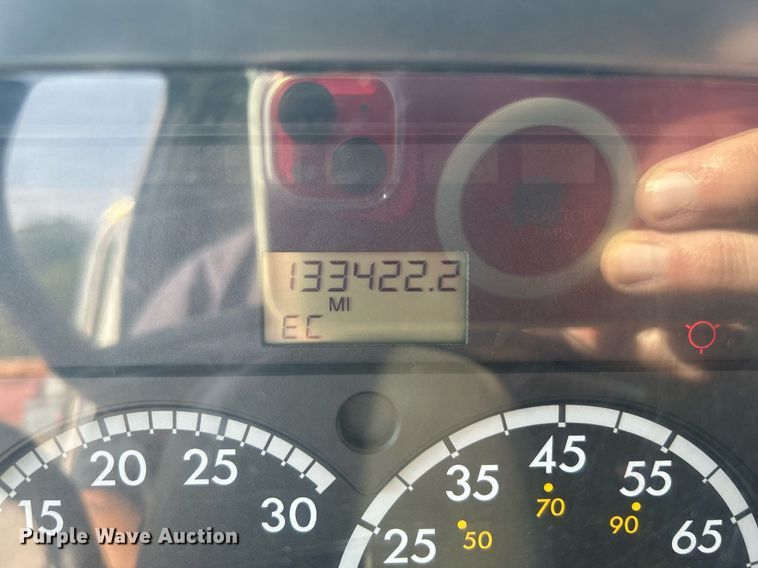 TRACTOR
133422.2
MI
EC
15 20 25 30
25 35 45 55 65
50 70 90
Purple Wave Auction